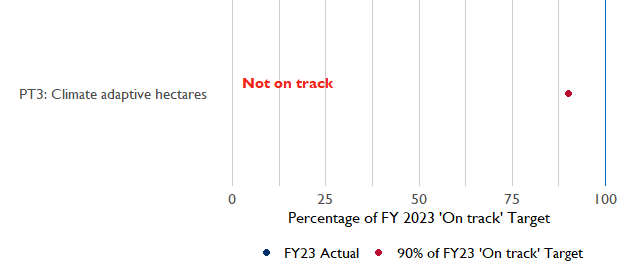 Not on track
PT3: Climate adaptive hectares
0 25 50 75 100
Percentage of FY 2023 'On track' Target
FY23 Actual 90% of FY23 'On track' Target